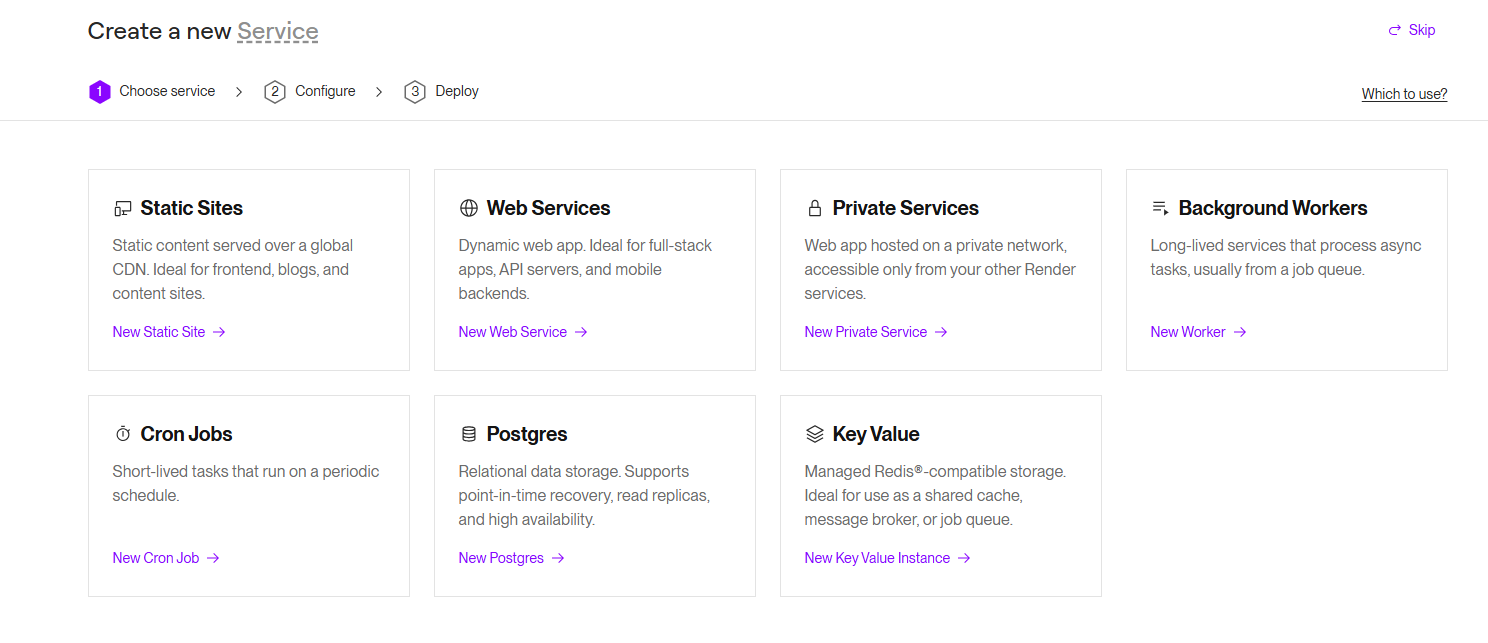 Create a new Service
Skip
1 Choose service
2 Configure
3 Deploy
Which to use?
Static Sites
Static content served over a global
CDN. Ideal for frontend, blogs, and
content sites.
New Static Site
Web Services
Dynamic web app. Ideal for full-stack
apps, API servers, and mobile
backends.
New Web Service
Private Services
Web app hosted on a private network,
accessible only from your other Render
services.
New Private Service
Background Workers
Long-lived services that process async
tasks, usually from a job queue.
New Worker
Cron Jobs
Short-lived tasks that run on a periodic
schedule.
New Cron Job
Postgres
Relational data storage. Supports
point-in-time recovery, read replicas,
and high availability.
New Postgres
Key Value
Managed Redis®-compatible storage.
Ideal for use as a shared cache,
message broker, or job queue.
New Key Value Instance